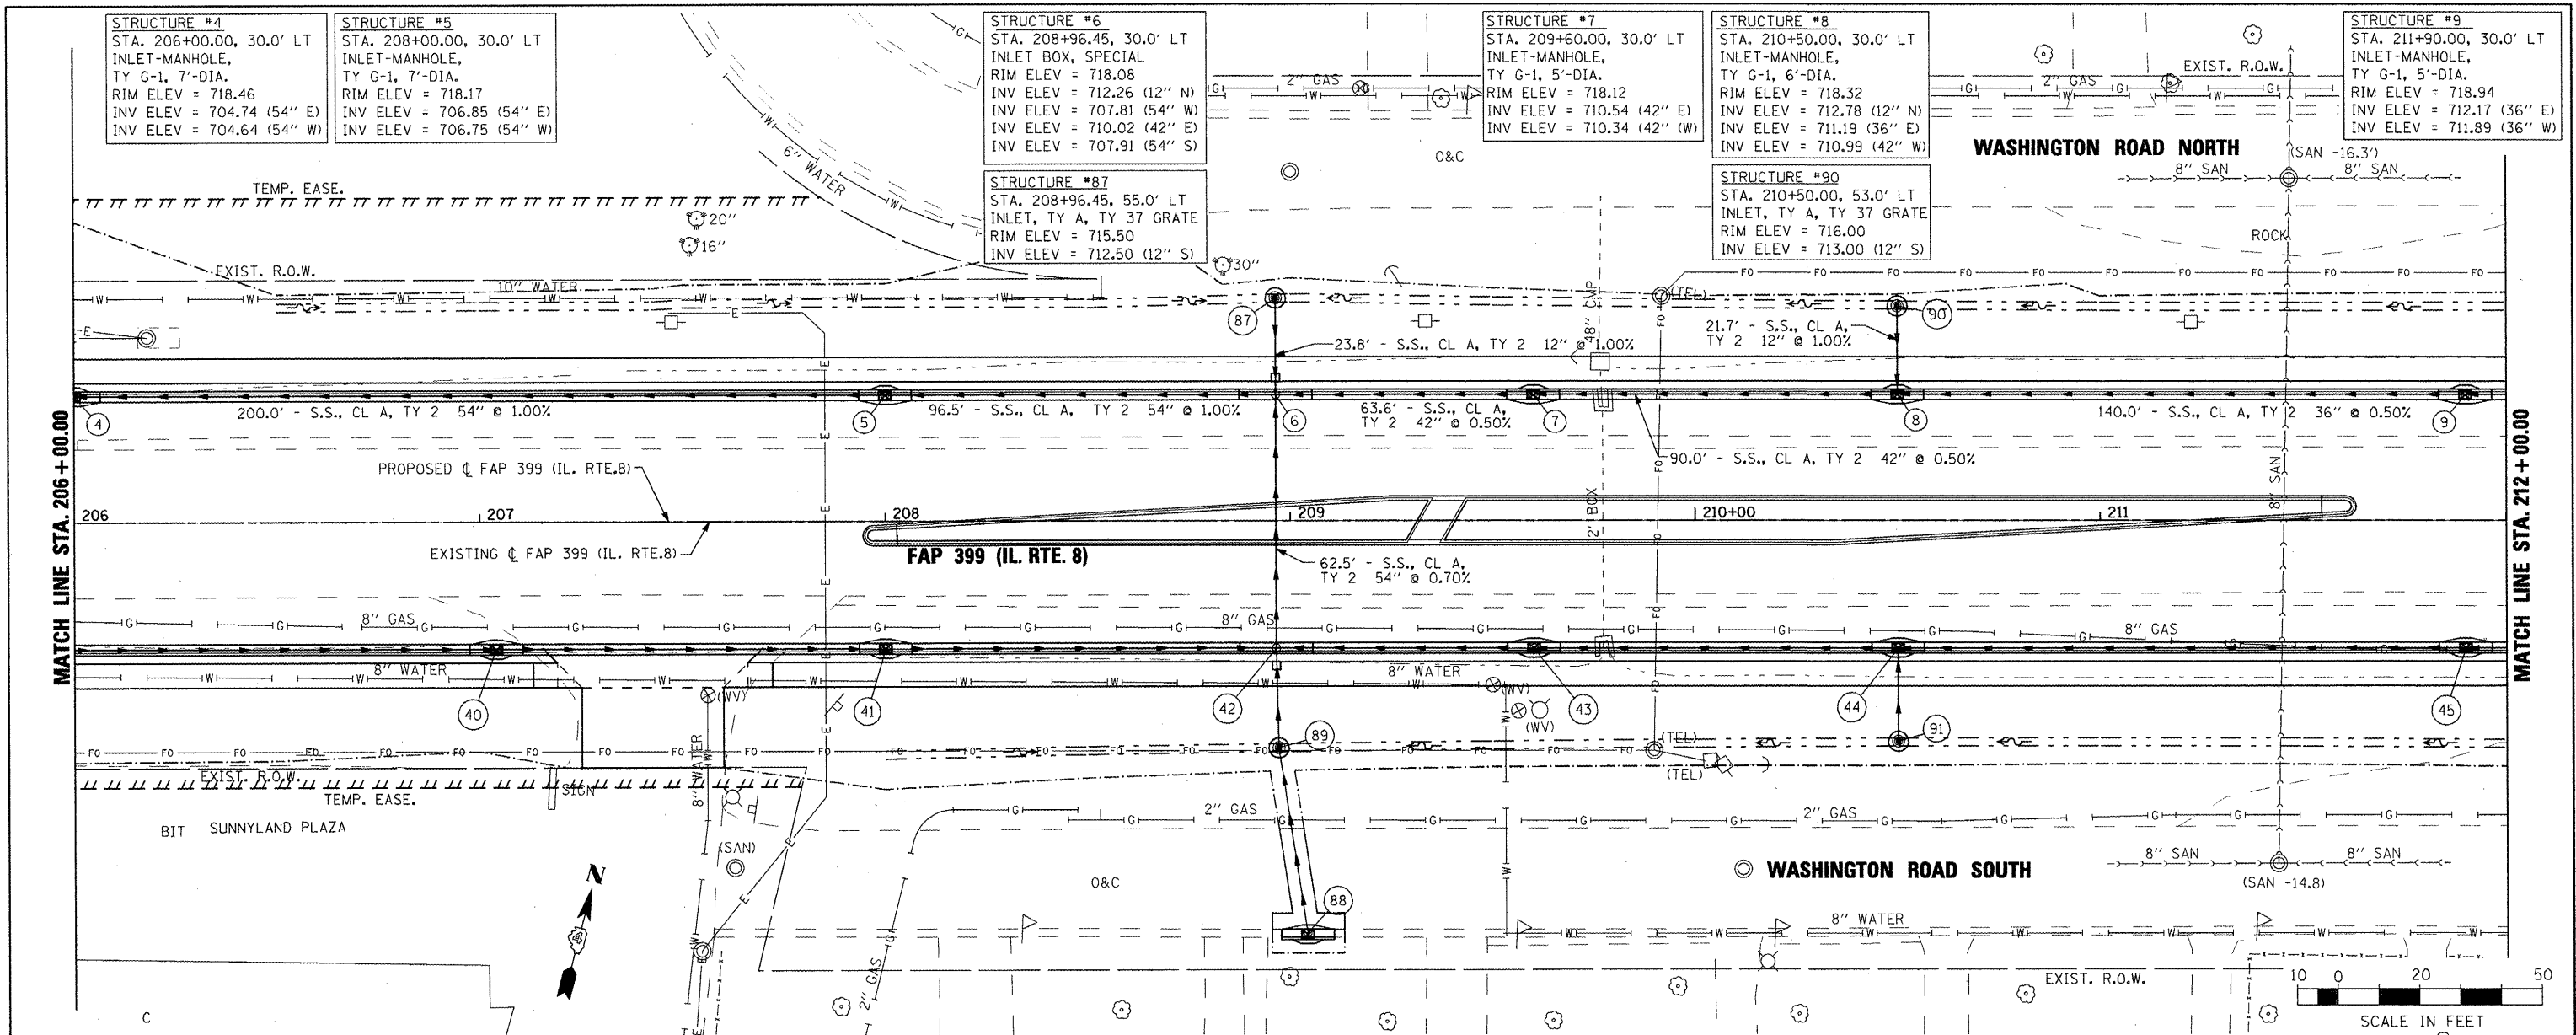 STRUCTURE #4
STA. 206+00.00, 30.0' LT
INLET-MANHOLE,
TY G-1, 7'-DIA.
RIM ELEV = 718.46
INV ELEV = 704.74 (54" E)
INV ELEV = 704.64 (54" W)
STRUCTURE #5
STA. 208+00.00, 30.0' LT
INLET-MANHOLE,
TY G-1, 7'-DIA.
RIM ELEV = 718.17
INV ELEV = 706.85 (54" E)
INV ELEV = 706.75 (54" W)
STRUCTURE #6
STA. 208+96.45, 30.0' LT
INLET BOX, SPECIAL
RIM ELEV = 718.08
INV ELEV = 712.26 (12" N)
INV ELEV = 707.81 (54" W)
INV ELEV = 710.02 (42" E)
INV ELEV = 707.91 (54" S)
STRUCTURE #7
STA. 209+60.00, 30.0' LT
INLET-MANHOLE,
TY G-1, 5'-DIA.
RIM ELEV = 718.12
INV ELEV = 710.54 (42" E)
INV ELEV = 710.34 (42" (W)
STRUCTURE #8
STA. 210+50.00, 30.0' LT
INLET-MANHOLE,
TY G-1, 6'-DIA.
RIM ELEV = 718.32
INV ELEV = 712.78 (12" N)
INV ELEV = 711.19 (36" E)
INV ELEV = 710.99 (42" W)
STRUCTURE #9
STA. 211+90.00, 30.0' LT
INLET-MANHOLE,
TY G-1, 5'-DIA.
RIM ELEV = 718.94
INV ELEV = 712.17 (36" E)
INV ELEV = 711.89 (36" W)
STRUCTURE #87
STA. 208+96.45, 55.0' LT
INLET, TY A, TY 37 GRATE
RIM ELEV = 715.50
INV ELEV = 712.50 (12" S)
STRUCTURE #90
STA. 210+50.00, 53.0' LT
INLET, TY A, TY 37 GRATE
RIM ELEV = 716.00
INV ELEV = 713.00 (12" S)
2" GAS
2" GAS
EXIST. R.O.W.
6" WATER
O&C
WASHINGTON ROAD NORTH
(SAN -16.3')
8" SAN
8" SAN
TEMP. EASE.
20"
16"
30"
ROCK
EXIST. R.O.W.
10" WATER
48" CMP
(TEL)
87
90
23.8' - S.S., CL A, TY 2 12" @ 1.00%
21.7' - S.S., CL A,
TY 2 12" @ 1.00%
200.0' - S.S., CL A, TY 2 54" @ 1.00%
96.5' - S.S., CL A, TY 2 54" @ 1.00%
63.6' - S.S., CL A,
TY 2 42" @ 0.50%
140.0' - S.S., CL A, TY 2 36" @ 0.50%
4
5
6
7
8
9
90.0' - S.S., CL A, TY 2 42" @ 0.50%
PROPOSED ℄ FAP 399 (IL. RTE.8)
MATCH LINE STA. 206+00.00
MATCH LINE STA. 212+00.00
206
207
208
209
210+00
211
8" SAN
2' BOX
EXISTING ℄ FAP 399 (IL. RTE.8)
FAP 399 (IL. RTE. 8)
62.5' - S.S., CL A,
TY 2 54" @ 0.70%
8" GAS
8" GAS
8" GAS
8" WATER
8" WATER
(WV)
(WV)
(WV)
40
41
42
43
44
45
89
91
(TEL)
(TEL)
EXIST. R.O.W.
TEMP. EASE.
SIGN
8" WATER
BIT
SUNNYLAND PLAZA
2" GAS
2" GAS
(SAN)
O&C
WASHINGTON ROAD SOUTH
8" SAN
8" SAN
(SAN -14.8)
N
88
8" WATER
2" GAS
EXIST. R.O.W.
C
10 0 20 50
SCALE IN FEET